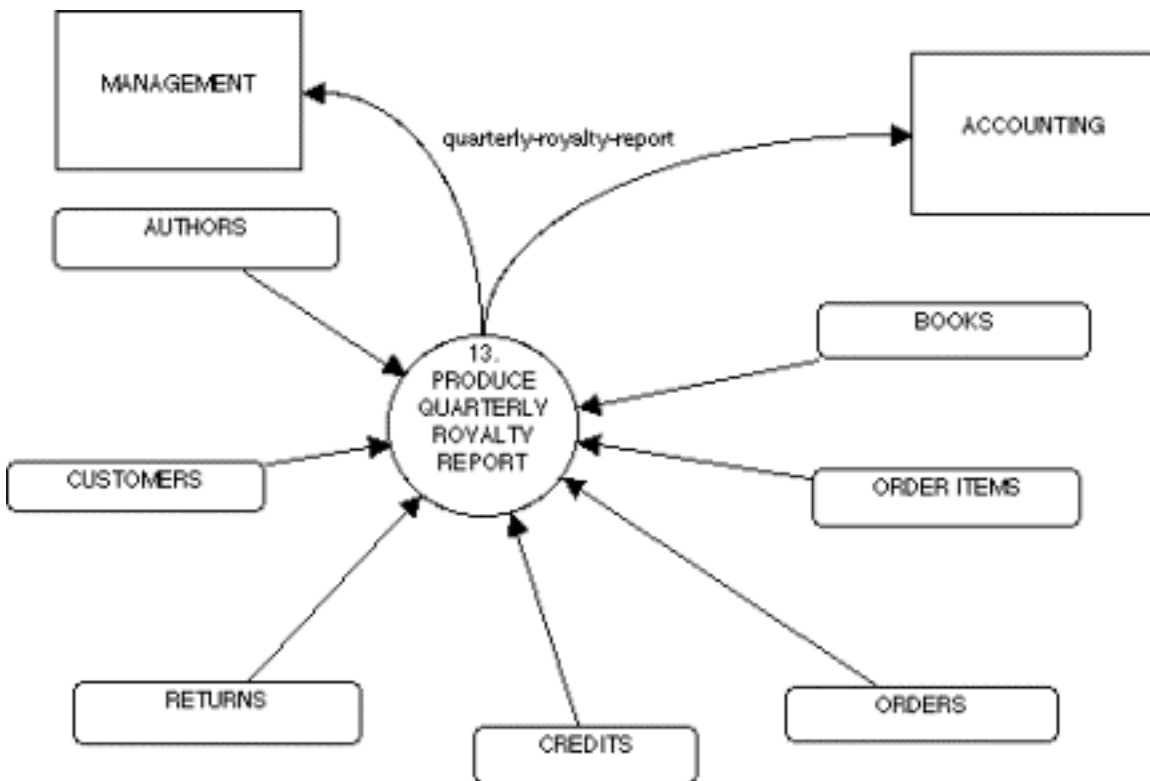 MANAGEMENT
ACCOUNTING
quarterly-royalty-report
AUTHORS
BOOKS
13.
PRODUCE
QUARTERLY
ROYALTY
REPORT
CUSTOMERS
ORDER ITEMS
RETURNS
CREDITS
ORDERS